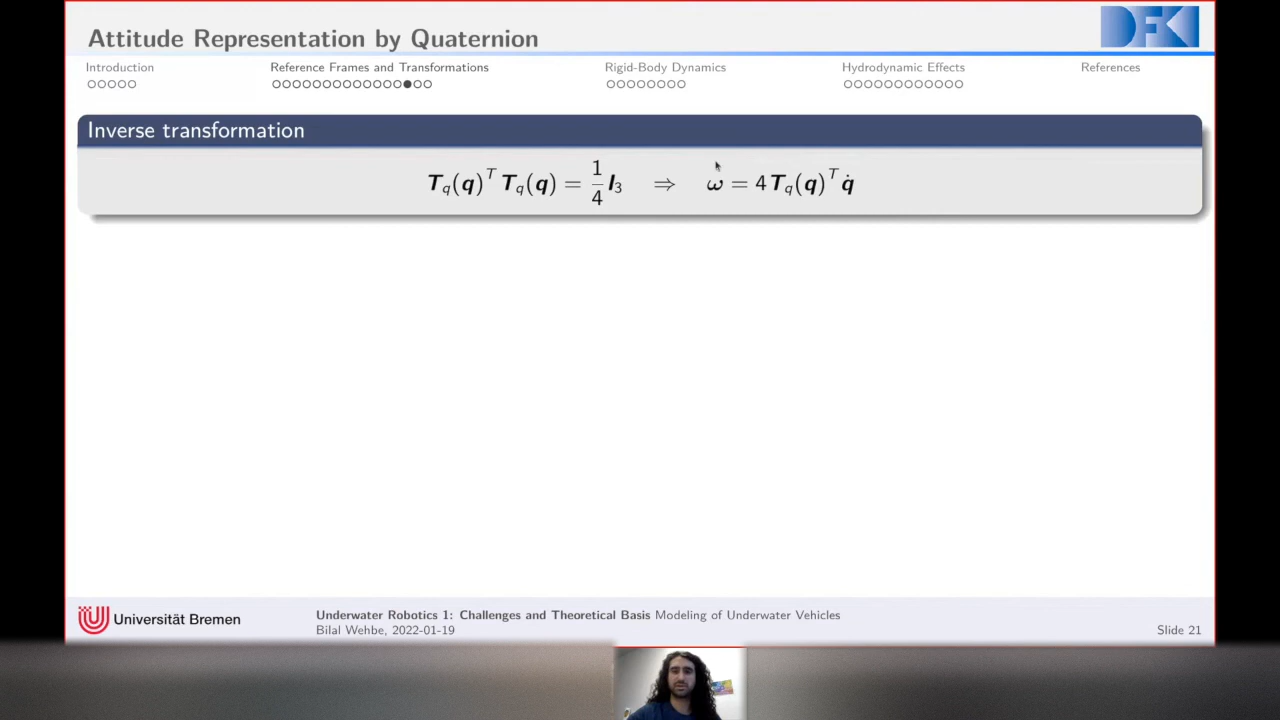 Attitude Representation by Quaternion
DFKI
Introduction Reference Frames and Transformations Rigid-Body Dynamics Hydrodynamic Effects References
Inverse transformation
T_q(q)^T T_q(q) = 1/4 I_3 ⇒ ω = 4 T_q(q)^T q̇
Universität Bremen
Underwater Robotics 1: Challenges and Theoretical Basis Modeling of Underwater Vehicles
Bilal Wehbe, 2022-01-19
Slide 21